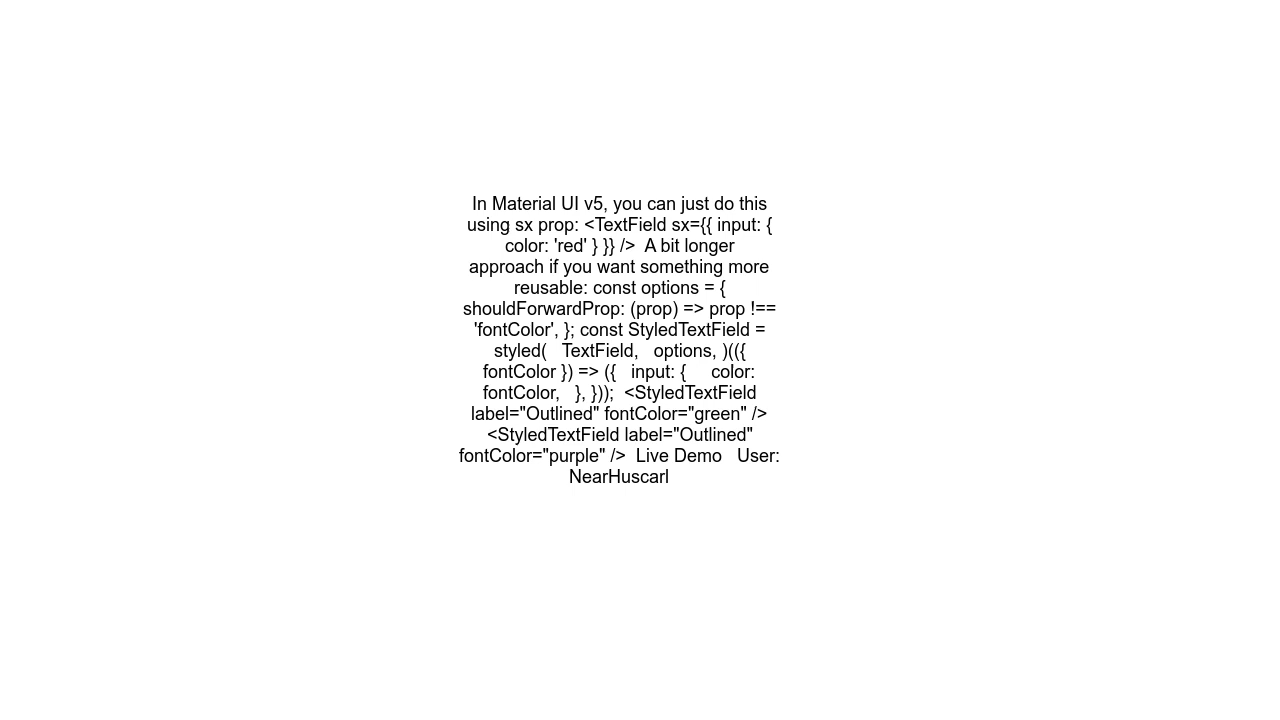 In Material UI v5, you can just do this
using sx prop: <TextField sx={{ input: {
color: 'red' } }} />  A bit longer
approach if you want something more
reusable: const options = {
shouldForwardProp: (prop) => prop !==
'fontColor', }; const StyledTextField =
styled(   TextField,   options, )(({
fontColor }) => ({   input: {     color:
fontColor,   }, }));  <StyledTextField
label="Outlined" fontColor="green" />
<StyledTextField label="Outlined"
fontColor="purple" />  Live Demo   User:
NearHuscarl